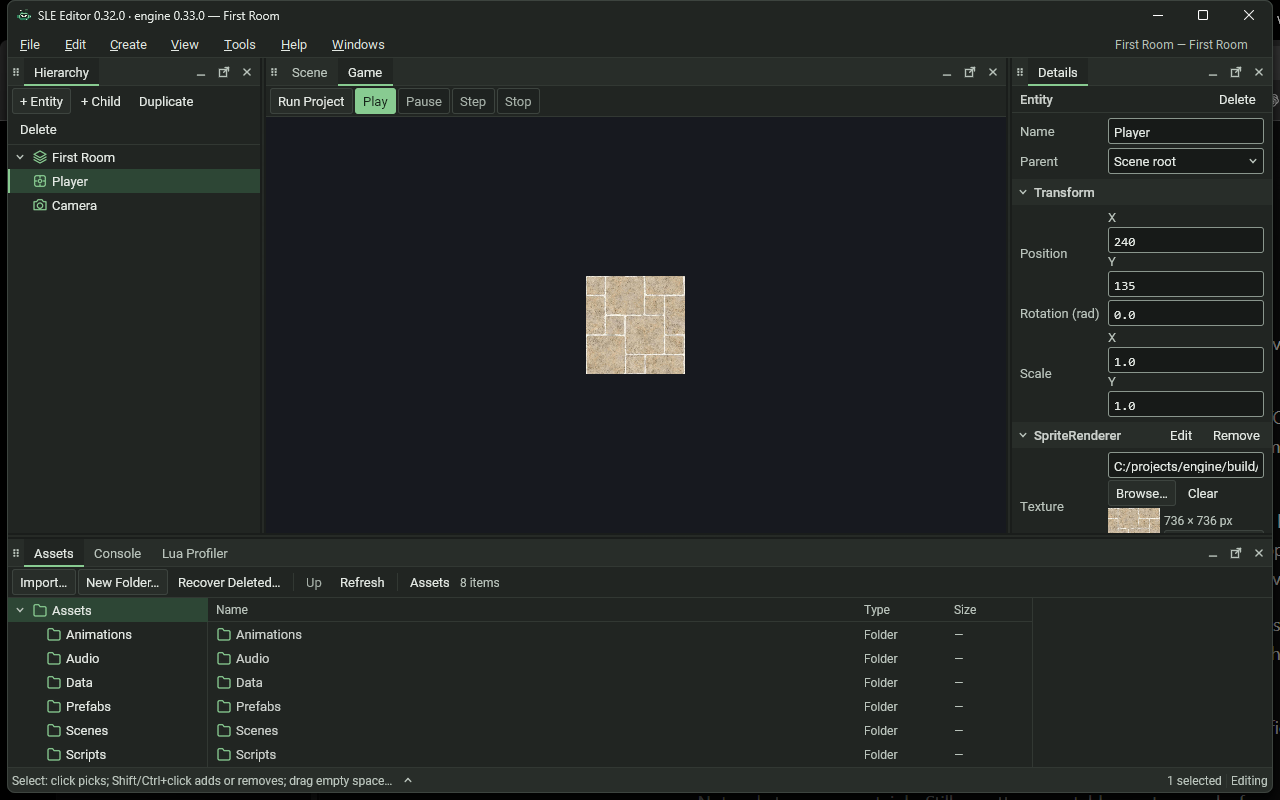 SLE Editor 0.32.0 · engine 0.33.0 — First Room
File Edit Create View Tools Help Windows First Room — First Room
Hierarchy
+ Entity + Child Duplicate
Delete
First Room
Player
Camera
Scene Game
Run Project Play Pause Step Stop
Details
Entity Delete
Name Player
Parent Scene root
Transform
X
Position 240
Y
135
Rotation (rad) 0.0
X
Scale 1.0
Y
1.0
SpriteRenderer Edit Remove
C:/projects/engine/build/
Browse... Clear
Texture
736 × 736 px
Assets Console Lua Profiler
Import... New Folder... Recover Deleted... Up Refresh Assets 8 items
Assets
Animations
Audio
Data
Prefabs
Scenes
Scripts
Name Type Size
Animations Folder —
Audio Folder —
Data Folder —
Prefabs Folder —
Scenes Folder —
Scripts Folder —
Select: click picks; Shift/Ctrl+click adds or removes; drag empty space... 1 selected Editing